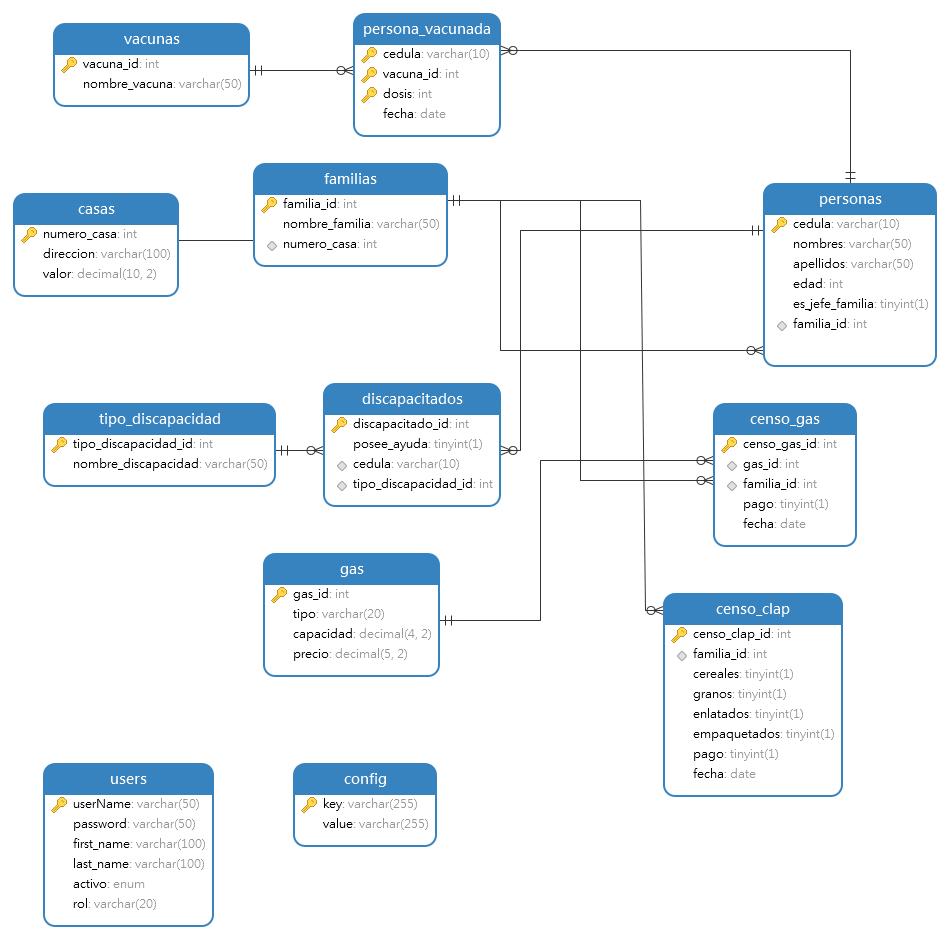 vacunas
vacuna_id: int
nombre_vacuna: varchar(50)
persona_vacunada
cedula: varchar(10)
vacuna_id: int
dosis: int
fecha: date
familias
familia_id: int
nombre_familia: varchar(50)
numero_casa: int
casas
numero_casa: int
direccion: varchar(100)
valor: decimal(10, 2)
personas
cedula: varchar(10)
nombres: varchar(50)
apellidos: varchar(50)
edad: int
es_jefe_familia: tinyint(1)
familia_id: int
tipo_discapacidad
tipo_discapacidad_id: int
nombre_discapacidad: varchar(50)
discapacitados
discapacitado_id: int
posee_ayuda: tinyint(1)
cedula: varchar(10)
tipo_discapacidad_id: int
censo_gas
censo_gas_id: int
gas_id: int
familia_id: int
pago: tinyint(1)
fecha: date
gas
gas_id: int
tipo: varchar(20)
capacidad: decimal(4, 2)
precio: decimal(5, 2)
censo_clap
censo_clap_id: int
familia_id: int
cereales: tinyint(1)
granos: tinyint(1)
enlatados: tinyint(1)
empaquetados: tinyint(1)
pago: tinyint(1)
fecha: date
users
userName: varchar(50)
password: varchar(50)
first_name: varchar(100)
last_name: varchar(100)
activo: enum
rol: varchar(20)
config
key: varchar(255)
value: varchar(255)